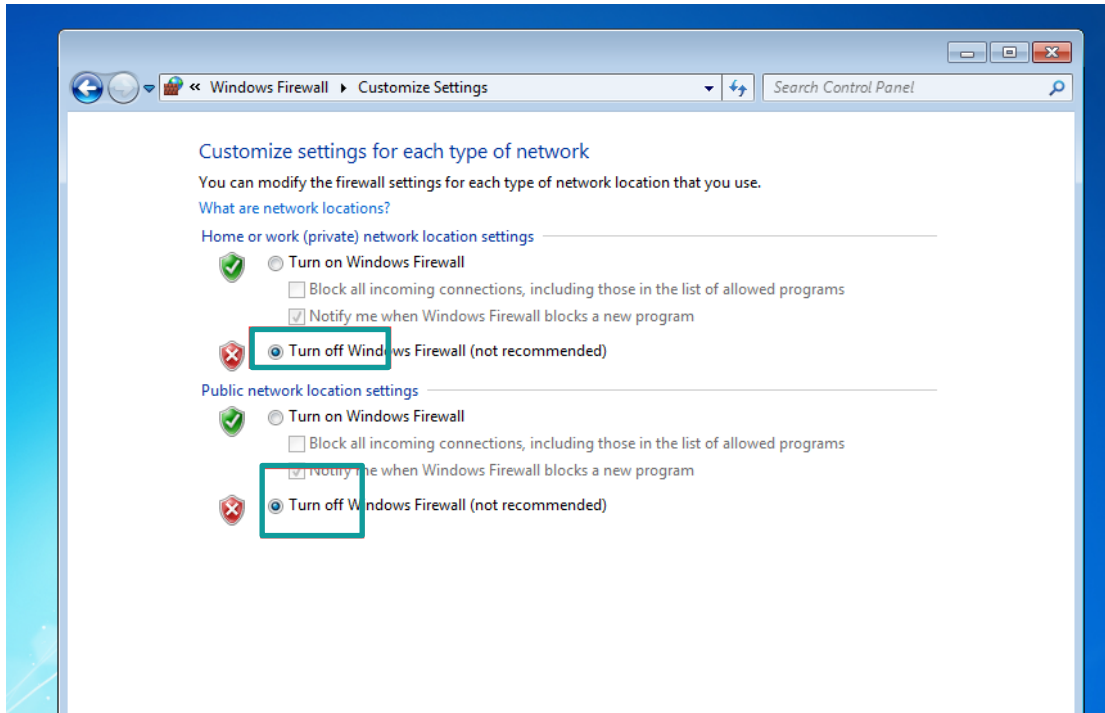 « Windows Firewall ▸ Customize Settings
Search Control Panel
Customize settings for each type of network
You can modify the firewall settings for each type of network location that you use.
What are network locations?
Home or work (private) network location settings
Turn on Windows Firewall
Block all incoming connections, including those in the list of allowed programs
Notify me when Windows Firewall blocks a new program
Turn off Windows Firewall (not recommended)
Public network location settings
Turn on Windows Firewall
Block all incoming connections, including those in the list of allowed programs
Notify me when Windows Firewall blocks a new program
Turn off Windows Firewall (not recommended)